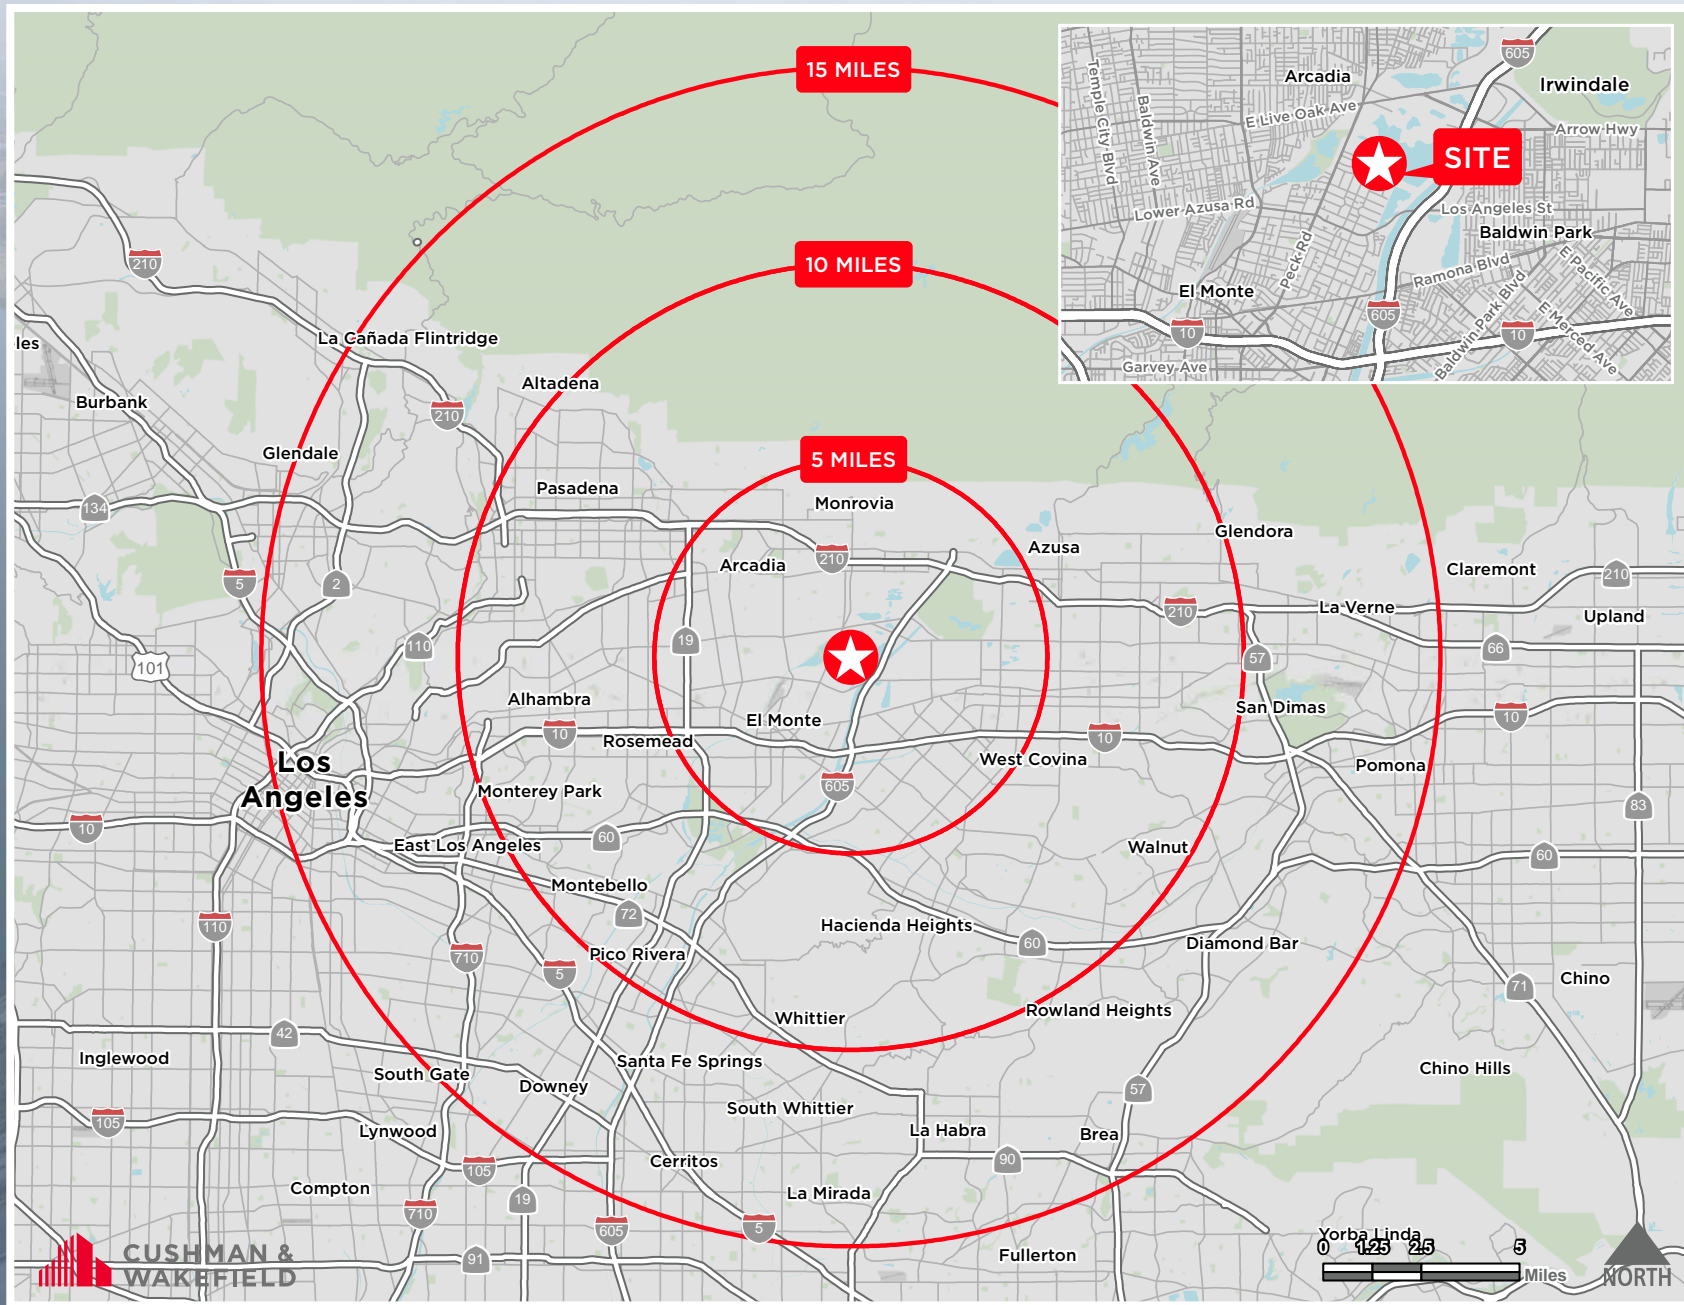 15 MILES
10 MILES
5 MILES
Arcadia
Irwindale
605
E Live Oak Ave
Arrow Hwy
Temple City Blvd
Baldwin Ave
SITE
Lower Azusa Rd
Los Angeles St
Peck Rd
Baldwin Park
Ramona Blvd
E Pacific Ave
El Monte
605
10
10
Baldwin Park Blvd
E Merced Ave
Garvey Ave
210
La Cañada Flintridge
les
Altadena
Burbank
210
Glendale
Pasadena
Monrovia
134
Glendora
Azusa
210
Arcadia
Claremont
210
5
2
La Verne
210
Upland
110
19
66
101
57
Alhambra
San Dimas
El Monte
10
10
10
Rosemead
West Covina
Los
Angeles
Pomona
605
Monterey Park
83
10
60
East Los Angeles
Walnut
60
Montebello
72
110
Hacienda Heights
60
Diamond Bar
710
Pico Rivera
5
Chino
71
Rowland Heights
Whittier
42
Inglewood
Santa Fe Springs
South Gate
Downey
Chino Hills
57
South Whittier
105
Lynwood
La Habra
Brea
Cerritos
90
105
Compton
19
La Mirada
710
605
5
Yorba Linda
Fullerton
91
0 1.25 2.5 5
Miles
NORTH
CUSHMAN &
WAKEFIELD